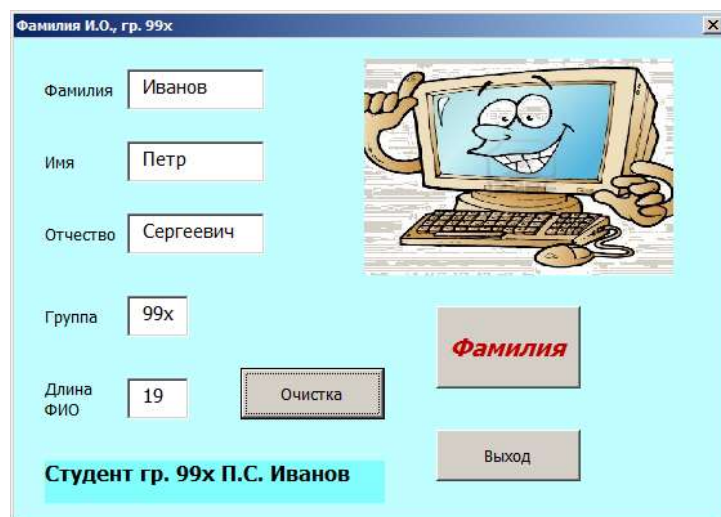 Фамилия И.О., гр. 99х
Фамилия Иванов
Имя Петр
Отчество Сергеевич
Группа 99х
Фамилия
Длина ФИО 19
Очистка
Выход
Студент гр. 99х П.С. Иванов